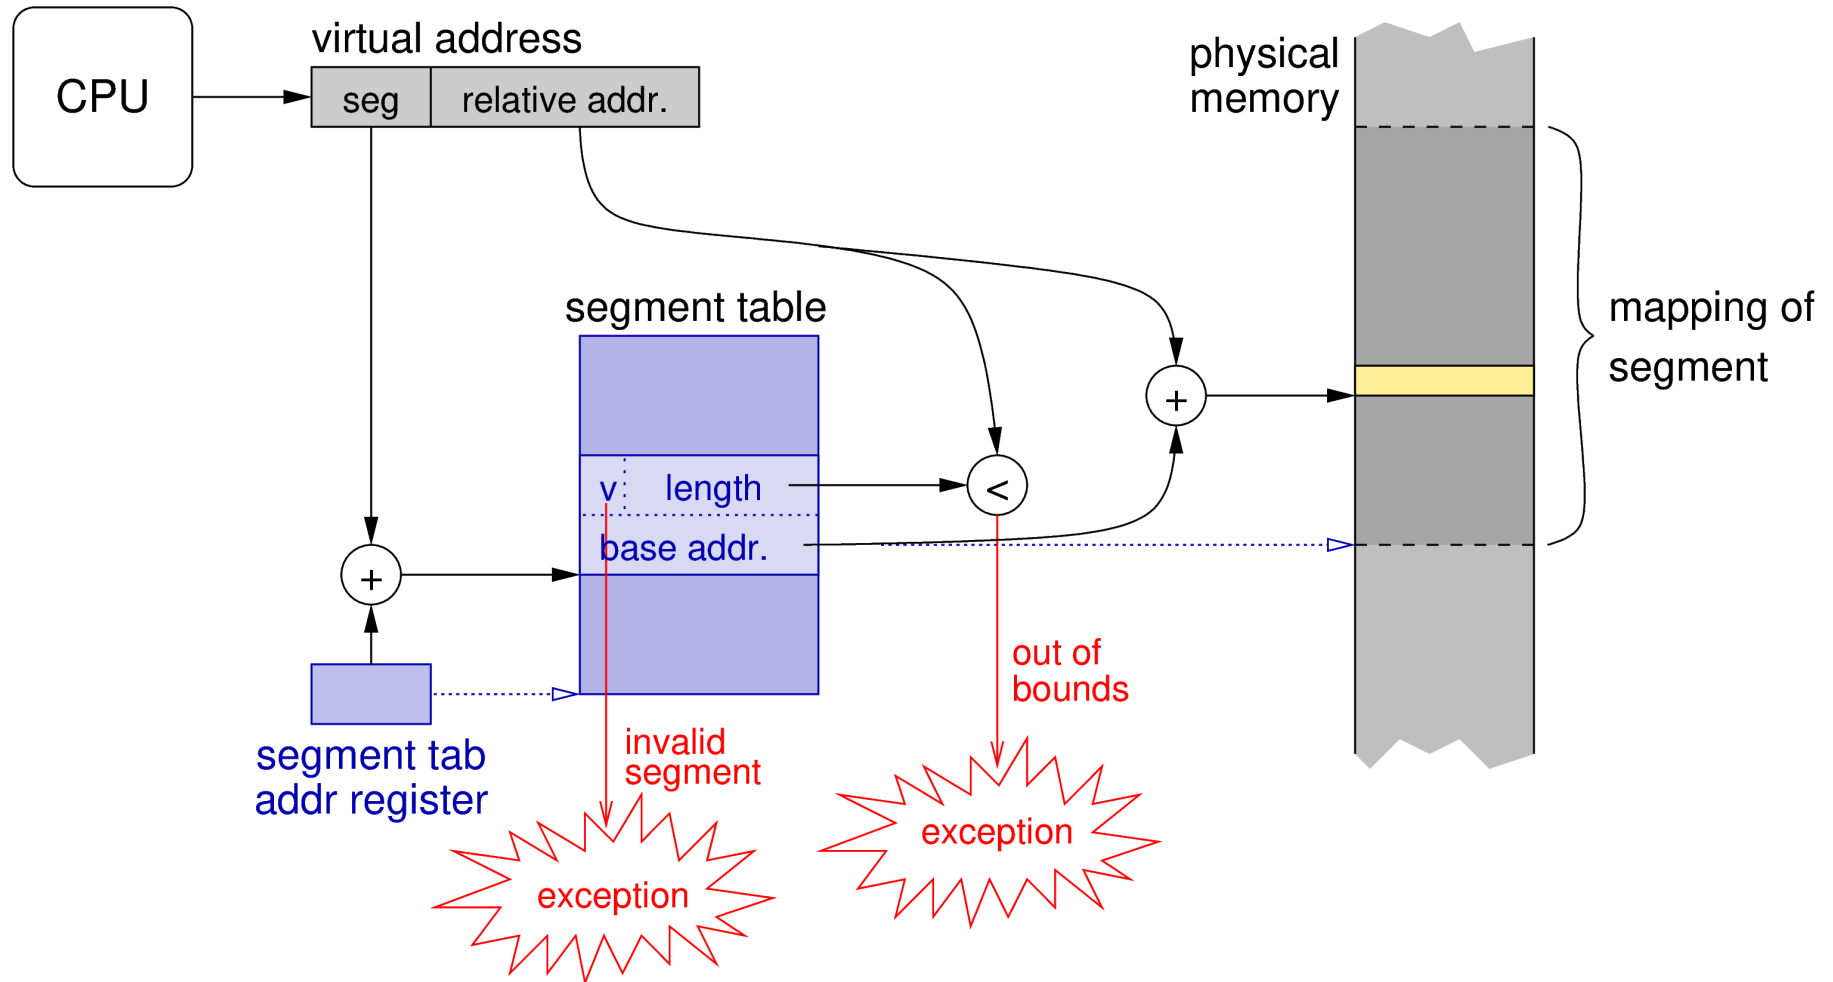 virtual address
CPU
seg
relative addr.
physical
memory
segment table
mapping of
segment
+
v
length
<
base addr.
+
out of
bounds
segment tab
addr register
invalid
segment
exception
exception